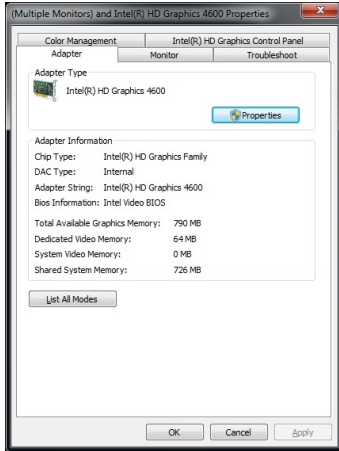 (Multiple Monitors) and Intel(R) HD Graphics 4600 Properties
Color Management
Intel(R) HD Graphics Control Panel
Adapter
Monitor
Troubleshoot
Adapter Type
Intel(R) HD Graphics 4600
Properties
Adapter Information
Chip Type: Intel(R) HD Graphics Family
DAC Type: Internal
Adapter String: Intel(R) HD Graphics 4600
Bios Information: Intel Video BIOS
Total Available Graphics Memory: 790 MB
Dedicated Video Memory: 64 MB
System Video Memory: 0 MB
Shared System Memory: 726 MB
List All Modes
OK
Cancel
Apply